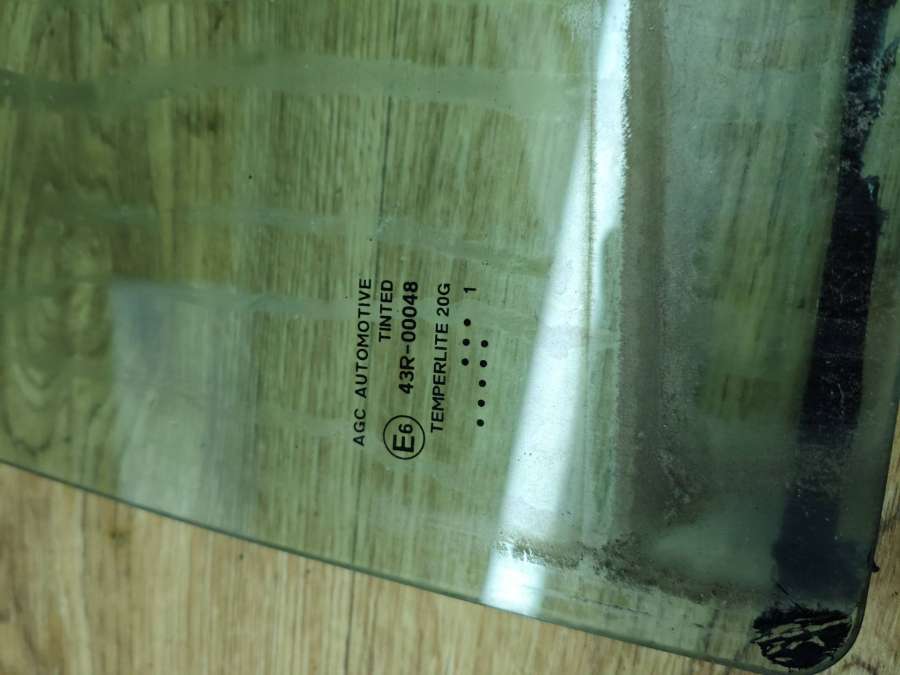 AGC AUTOMOTIVE
TINTED
E6 43R-00048
TEMPERLITE 20G
1